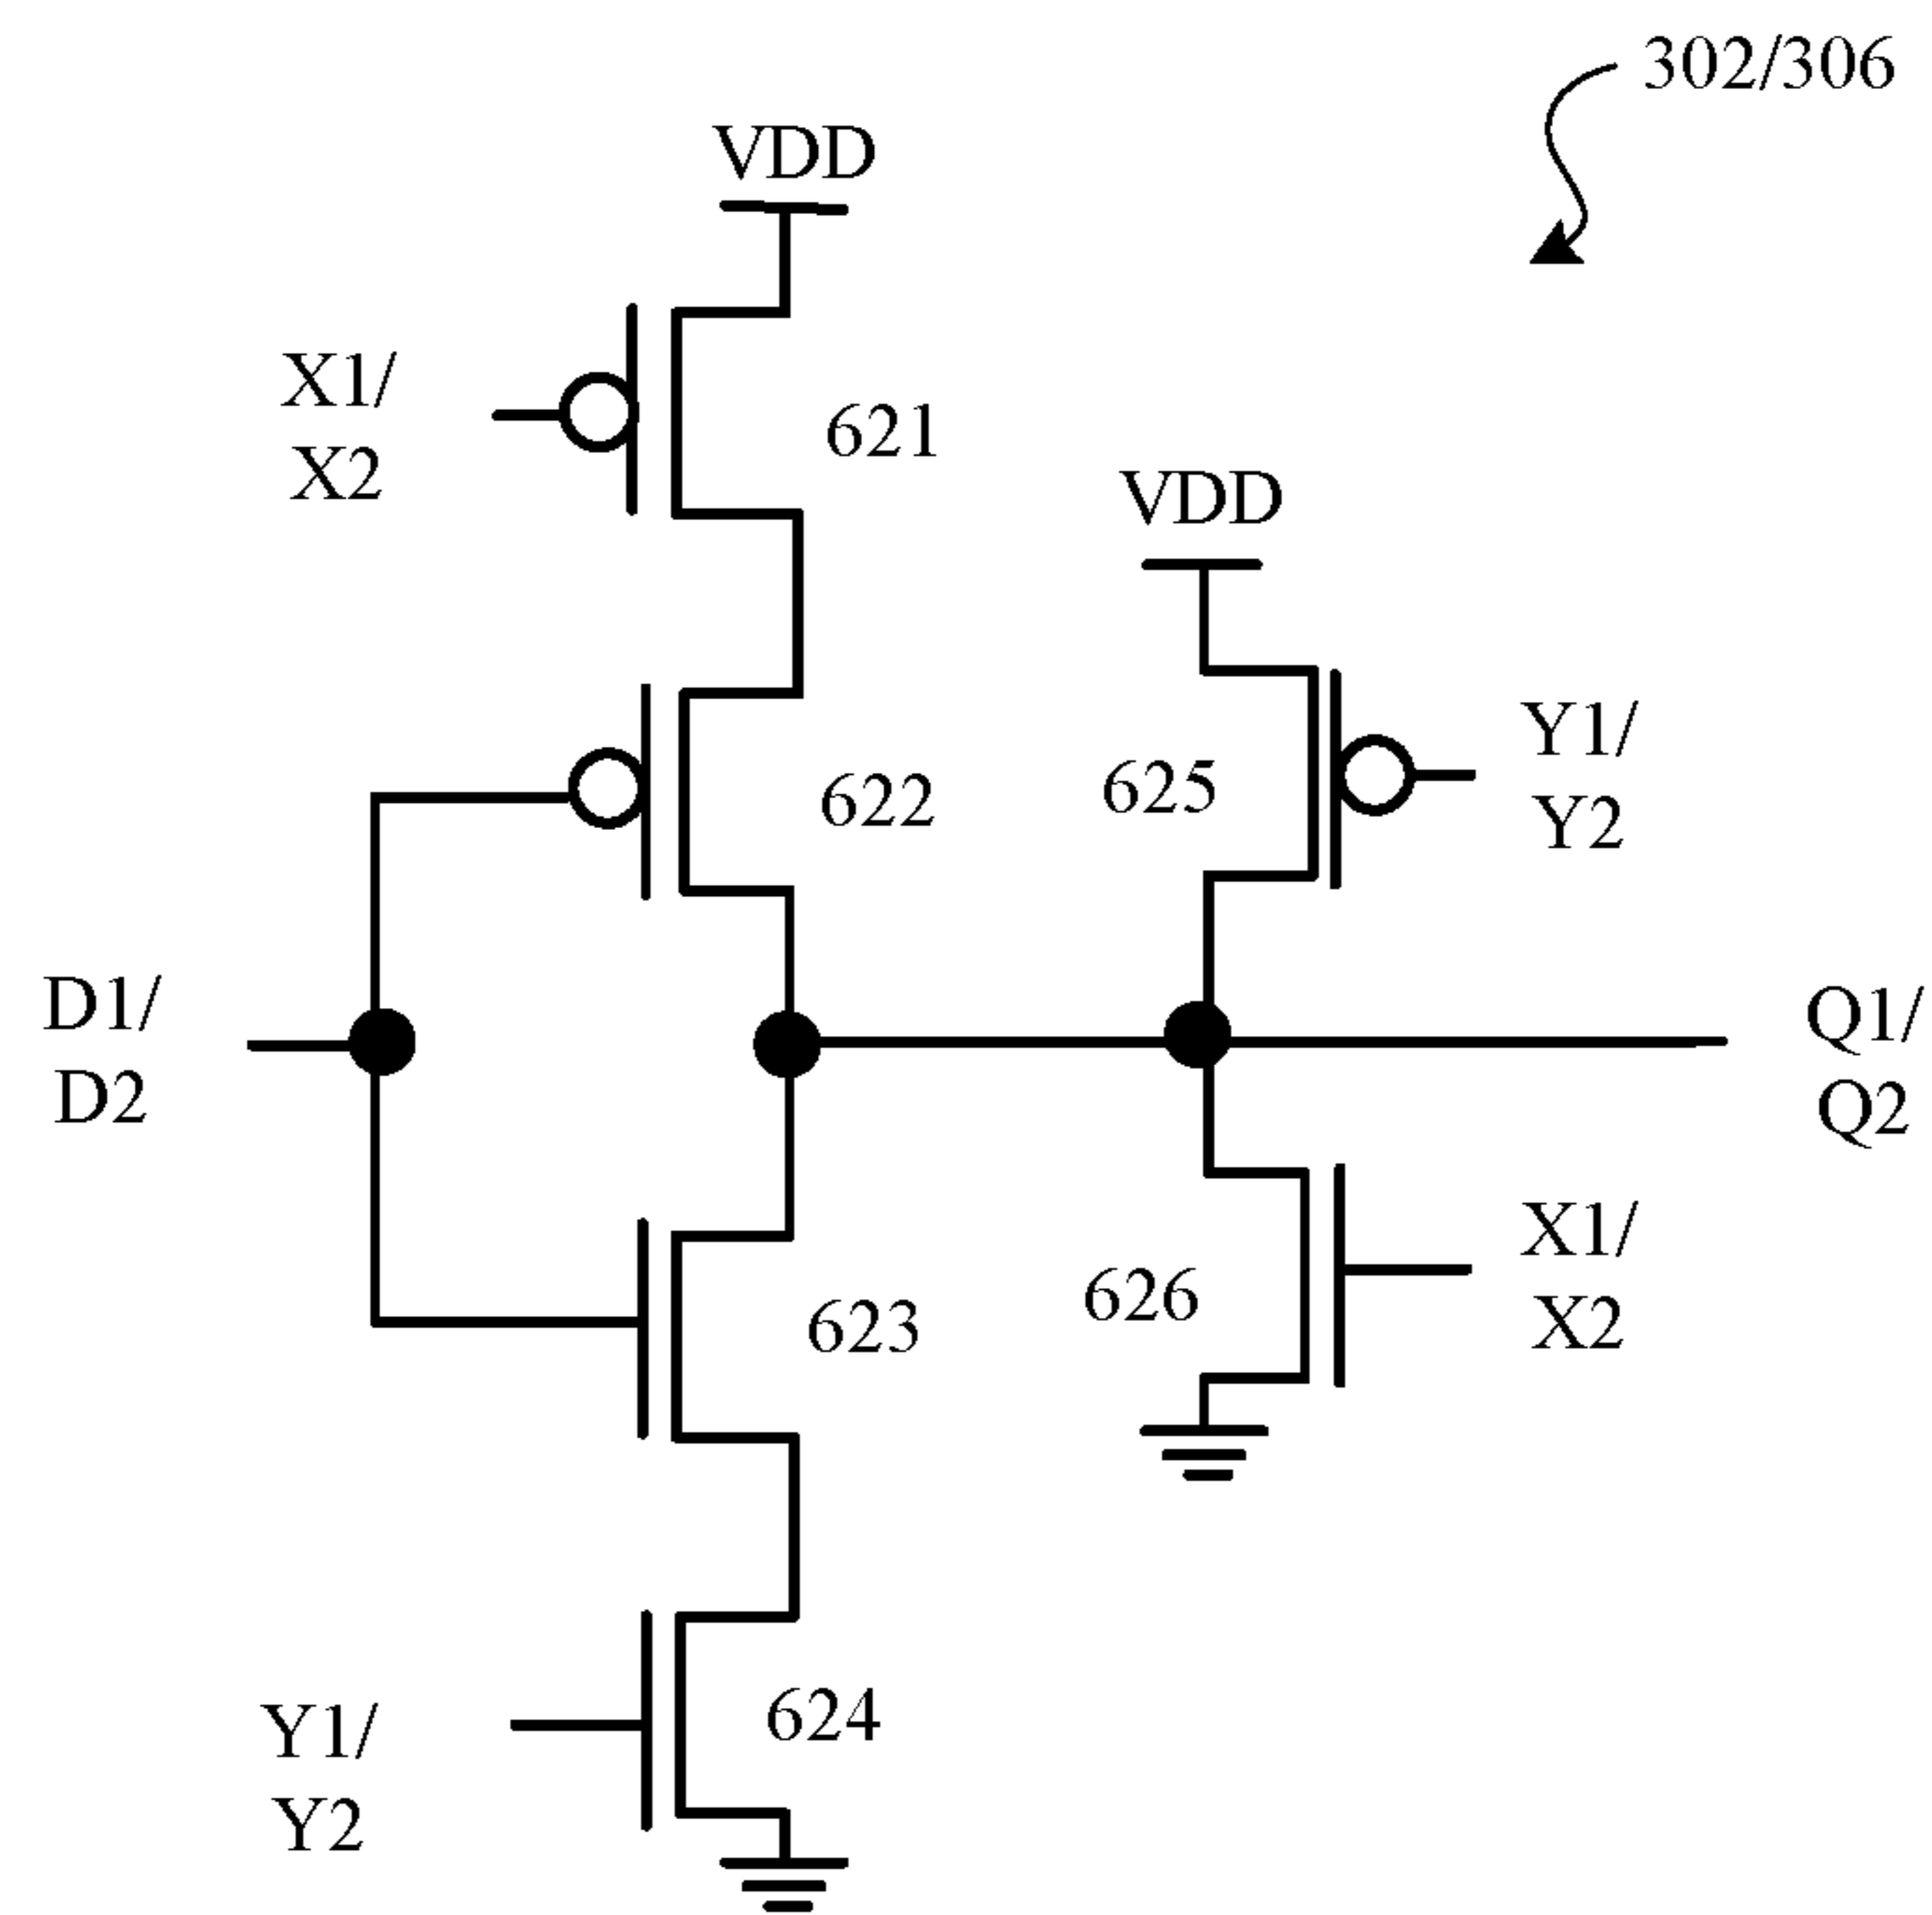 302/306
VDD
X1/
X2
621
VDD
622
625
Y1/
Y2
D1/
D2
Q1/
Q2
623
626
X1/
X2
Y1/
Y2
624